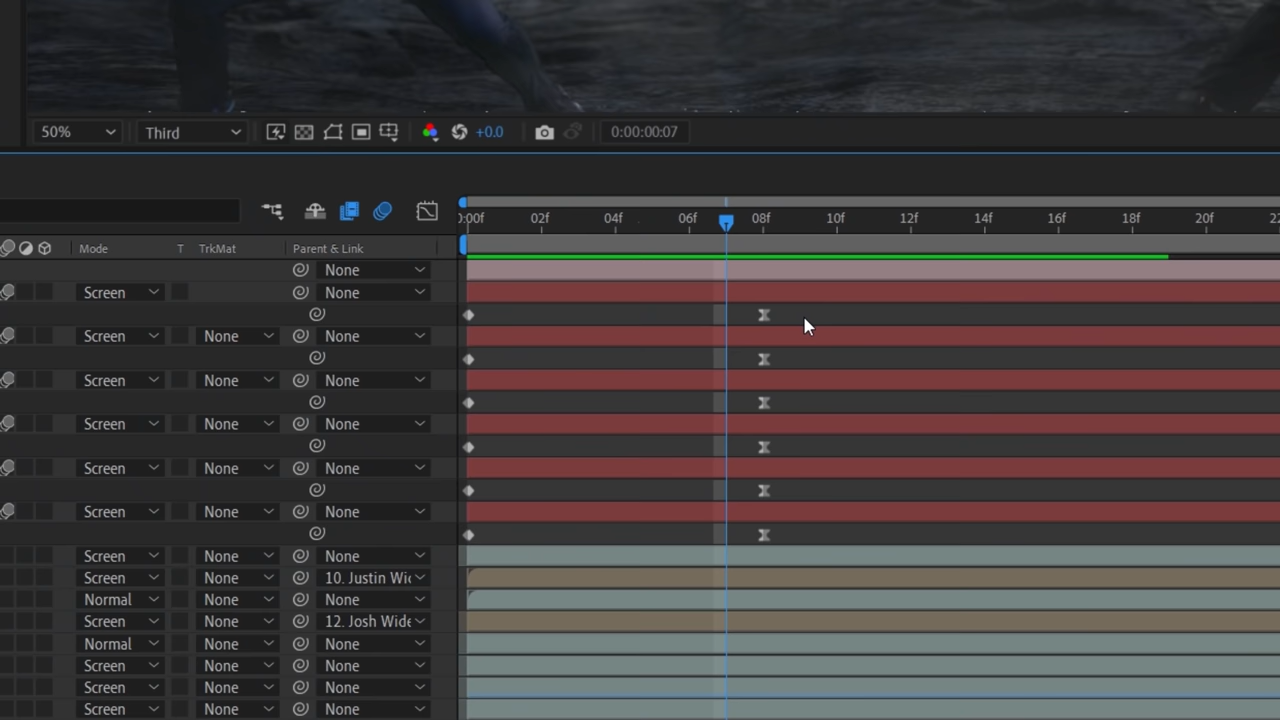 50% Third +0.0 0:00:00:07
0:00f 02f 04f 06f 08f 10f 12f 14f 16f 18f 20f 22
Mode T TrkMat Parent & Link
None
Screen None
Screen None None
Screen None None
Screen None None
Screen None None
Screen None None
Screen None None
Screen None 10. Justin Wi
Normal None None
Screen None 12. Josh Wide
Normal None None
Screen None None
Screen None None
Screen None None